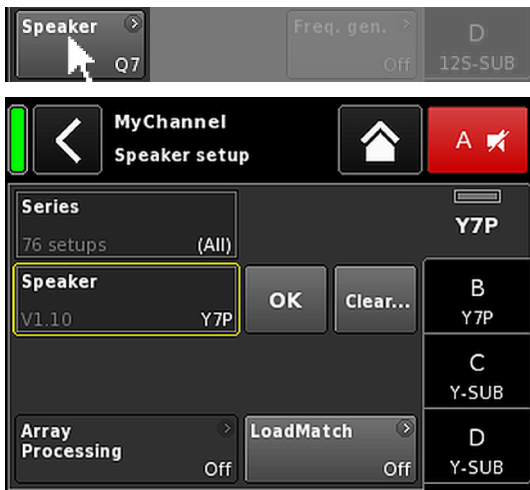 Speaker
Freq. gen.
D
Q7
Off
12S-SUB
MyChannel
Speaker setup
A
Series
76 setups
(All)
Y7P
Speaker
V1.10
Y7P
OK
Clear...
B
Y7P
C
Y-SUB
Array
Processing
Off
LoadMatch
Off
D
Y-SUB